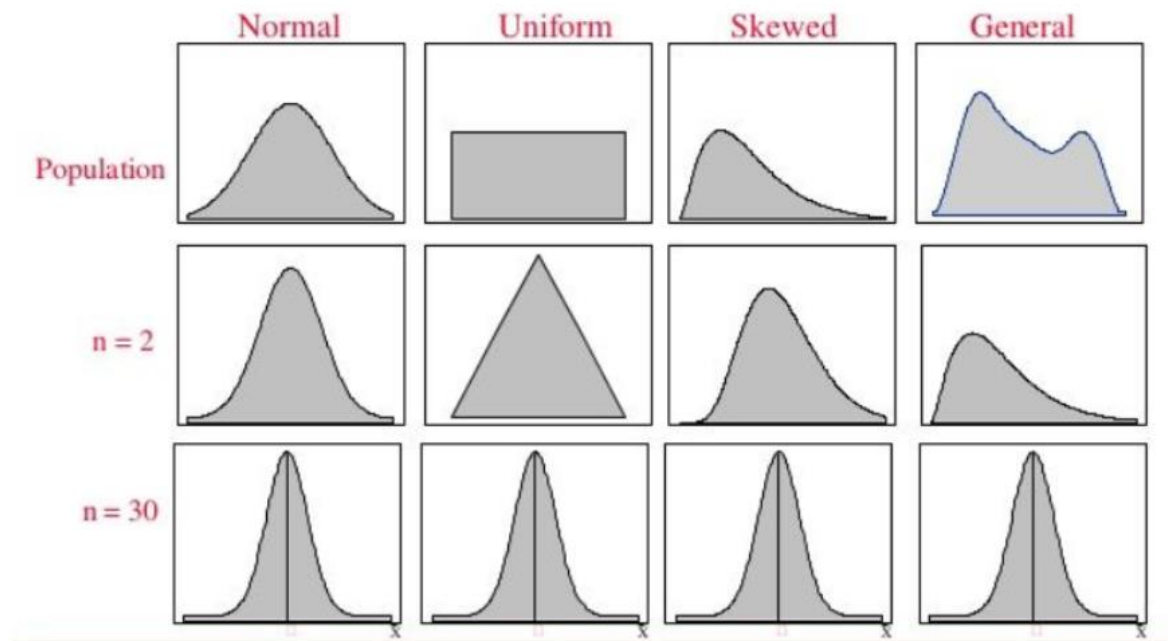 Normal Uniform Skewed General
Population
n = 2
n = 30
x x x x